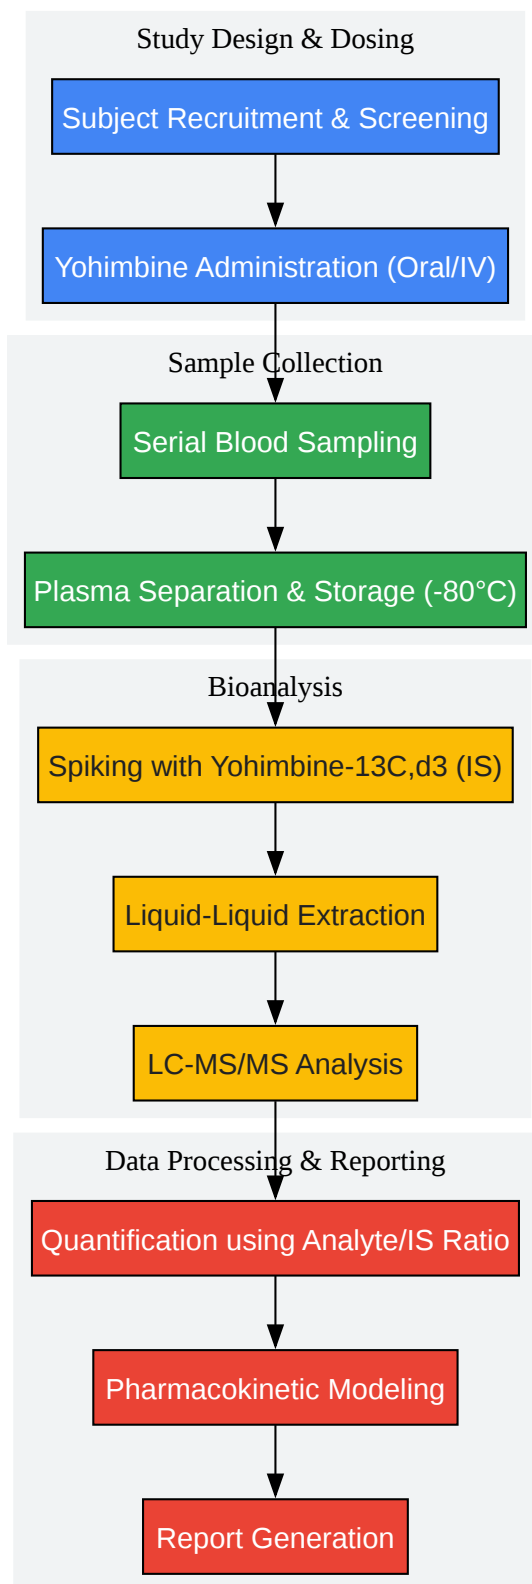 Study Design & Dosing
Subject Recruitment & Screening
Yohimbine Administration (Oral/IV)
Sample Collection
Serial Blood Sampling
Plasma Separation & Storage (-80°C)
Bioanalysis
Spiking with Yohimbine-13C,d3 (IS)
Liquid-Liquid Extraction
LC-MS/MS Analysis
Data Processing & Reporting
Quantification using Analyte/IS Ratio
Pharmacokinetic Modeling
Report Generation